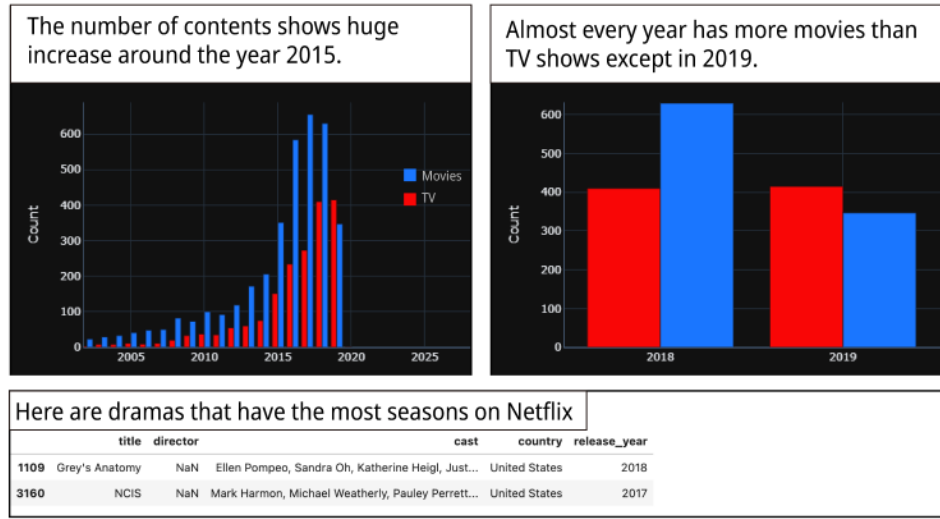 The number of contents shows huge
increase around the year 2015.
600
500
400
300
200
100
0
Count
2005
2010
2015
2020
2025
Movies
TV
Almost every year has more movies than
TV shows except in 2019.
600
500
400
300
200
100
0
Count
2018
2019
Here are dramas that have the most seasons on Netflix
title director cast country release_year
1109 Grey's Anatomy NaN Ellen Pompeo, Sandra Oh, Katherine Heigl, Just... United States 2018
3160 NCIS NaN Mark Harmon, Michael Weatherly, Pauley Perrett... United States 2017